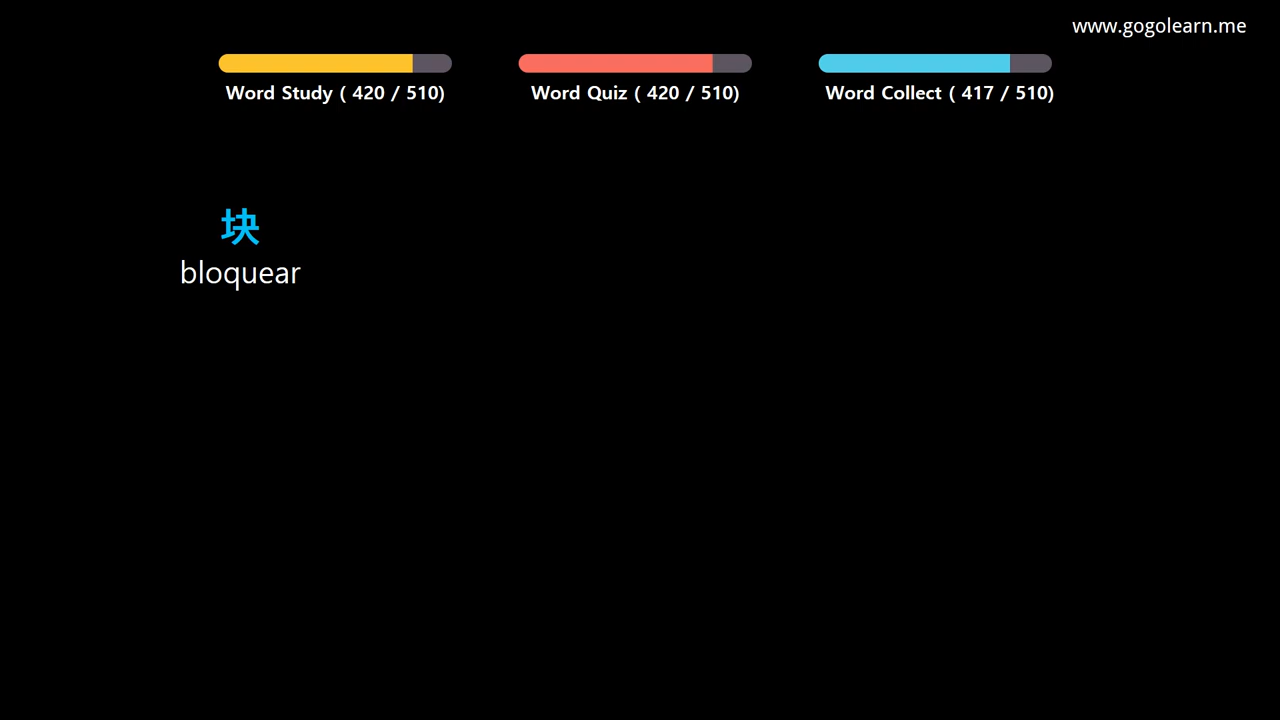 www.gogolearn.me
Word Study ( 420 / 510)
Word Quiz ( 420 / 510)
Word Collect ( 417 / 510)
块
bloquear